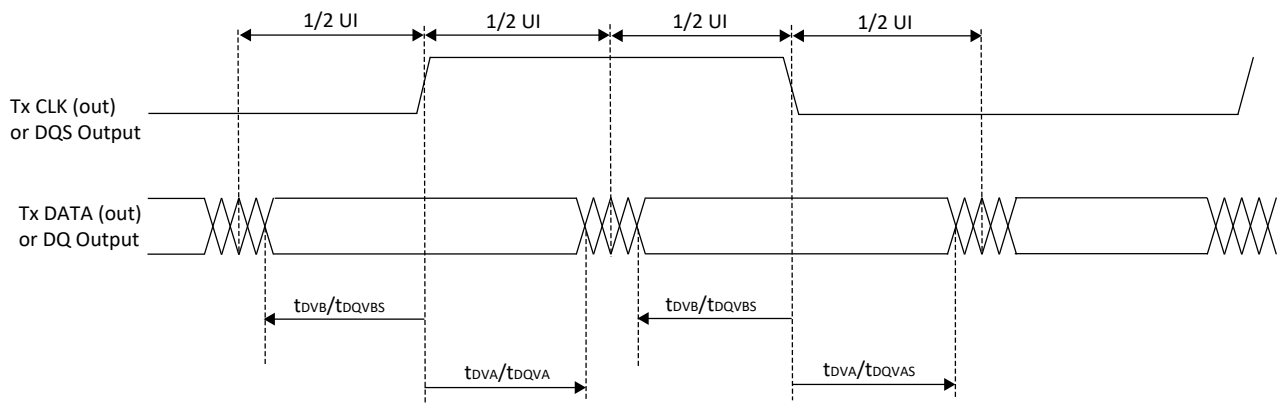 1/2 UI
1/2 UI
1/2 UI
1/2 UI
Tx CLK (out)
or DQS Output
Tx DATA (out)
or DQ Output
tDVB/tDQVBS
tDVB/tDQVBS
tDVA/tDQVA
tDVA/tDQVAS